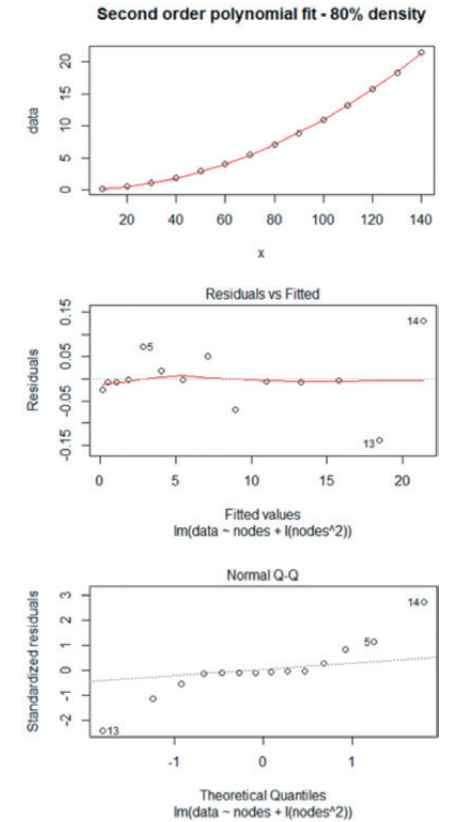 Second order polynomial fit - 80% density
data
0 5 10 15 20
20 40 60 80 100 120 140
x
Residuals vs Fitted
Residuals
-0.15 -0.05 0.05 0.15
14
5
13
0 5 10 15 20
Fitted values
lm(data ~ nodes + I(nodes^2))
Normal Q-Q
Standardized residuals
-2 -1 0 1 2 3
14
5
13
-1 0 1
Theoretical Quantiles
lm(data ~ nodes + I(nodes^2))